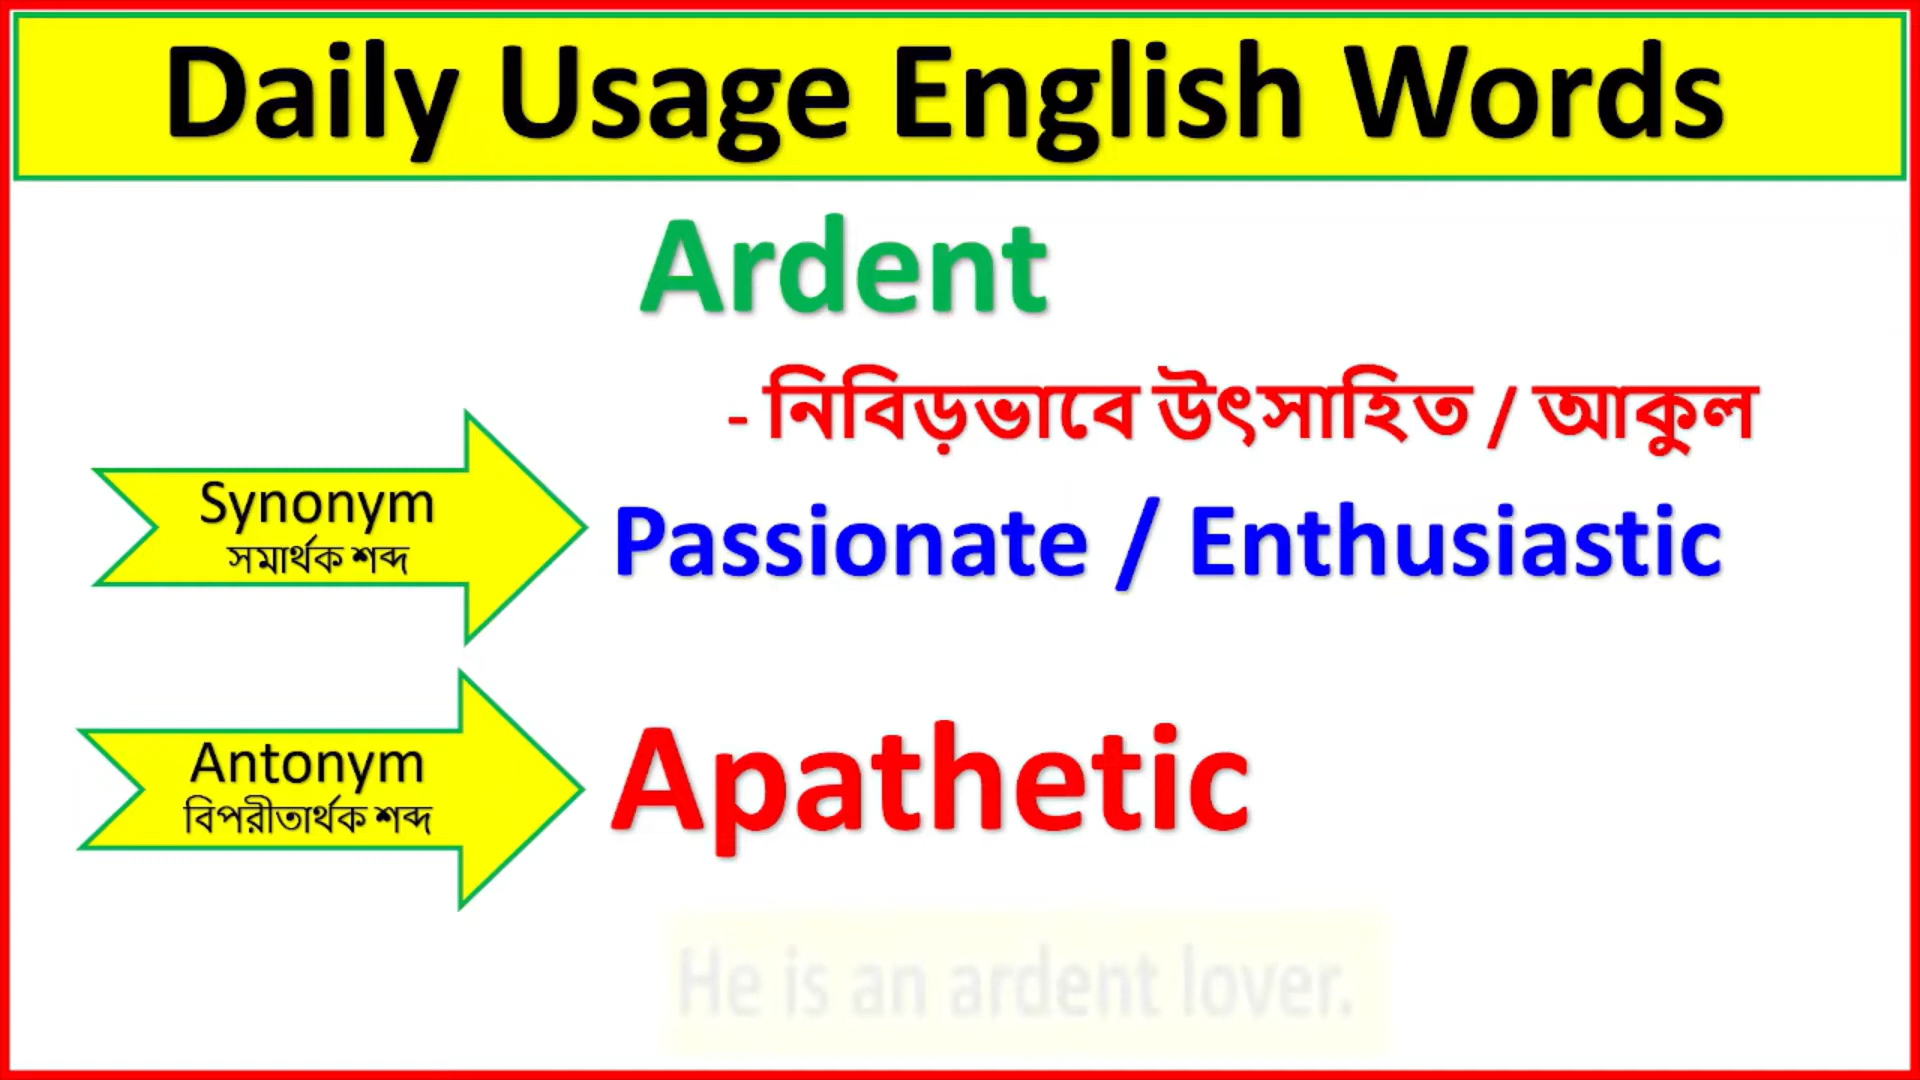 Daily Usage English Words
Ardent
- নিবিড়ভাবে উৎসাহিত / আকুল
Synonym
সমার্থক শব্দ
Passionate / Enthusiastic
Antonym
বিপরীতার্থক শব্দ
Apathetic
He is an ardent lover.